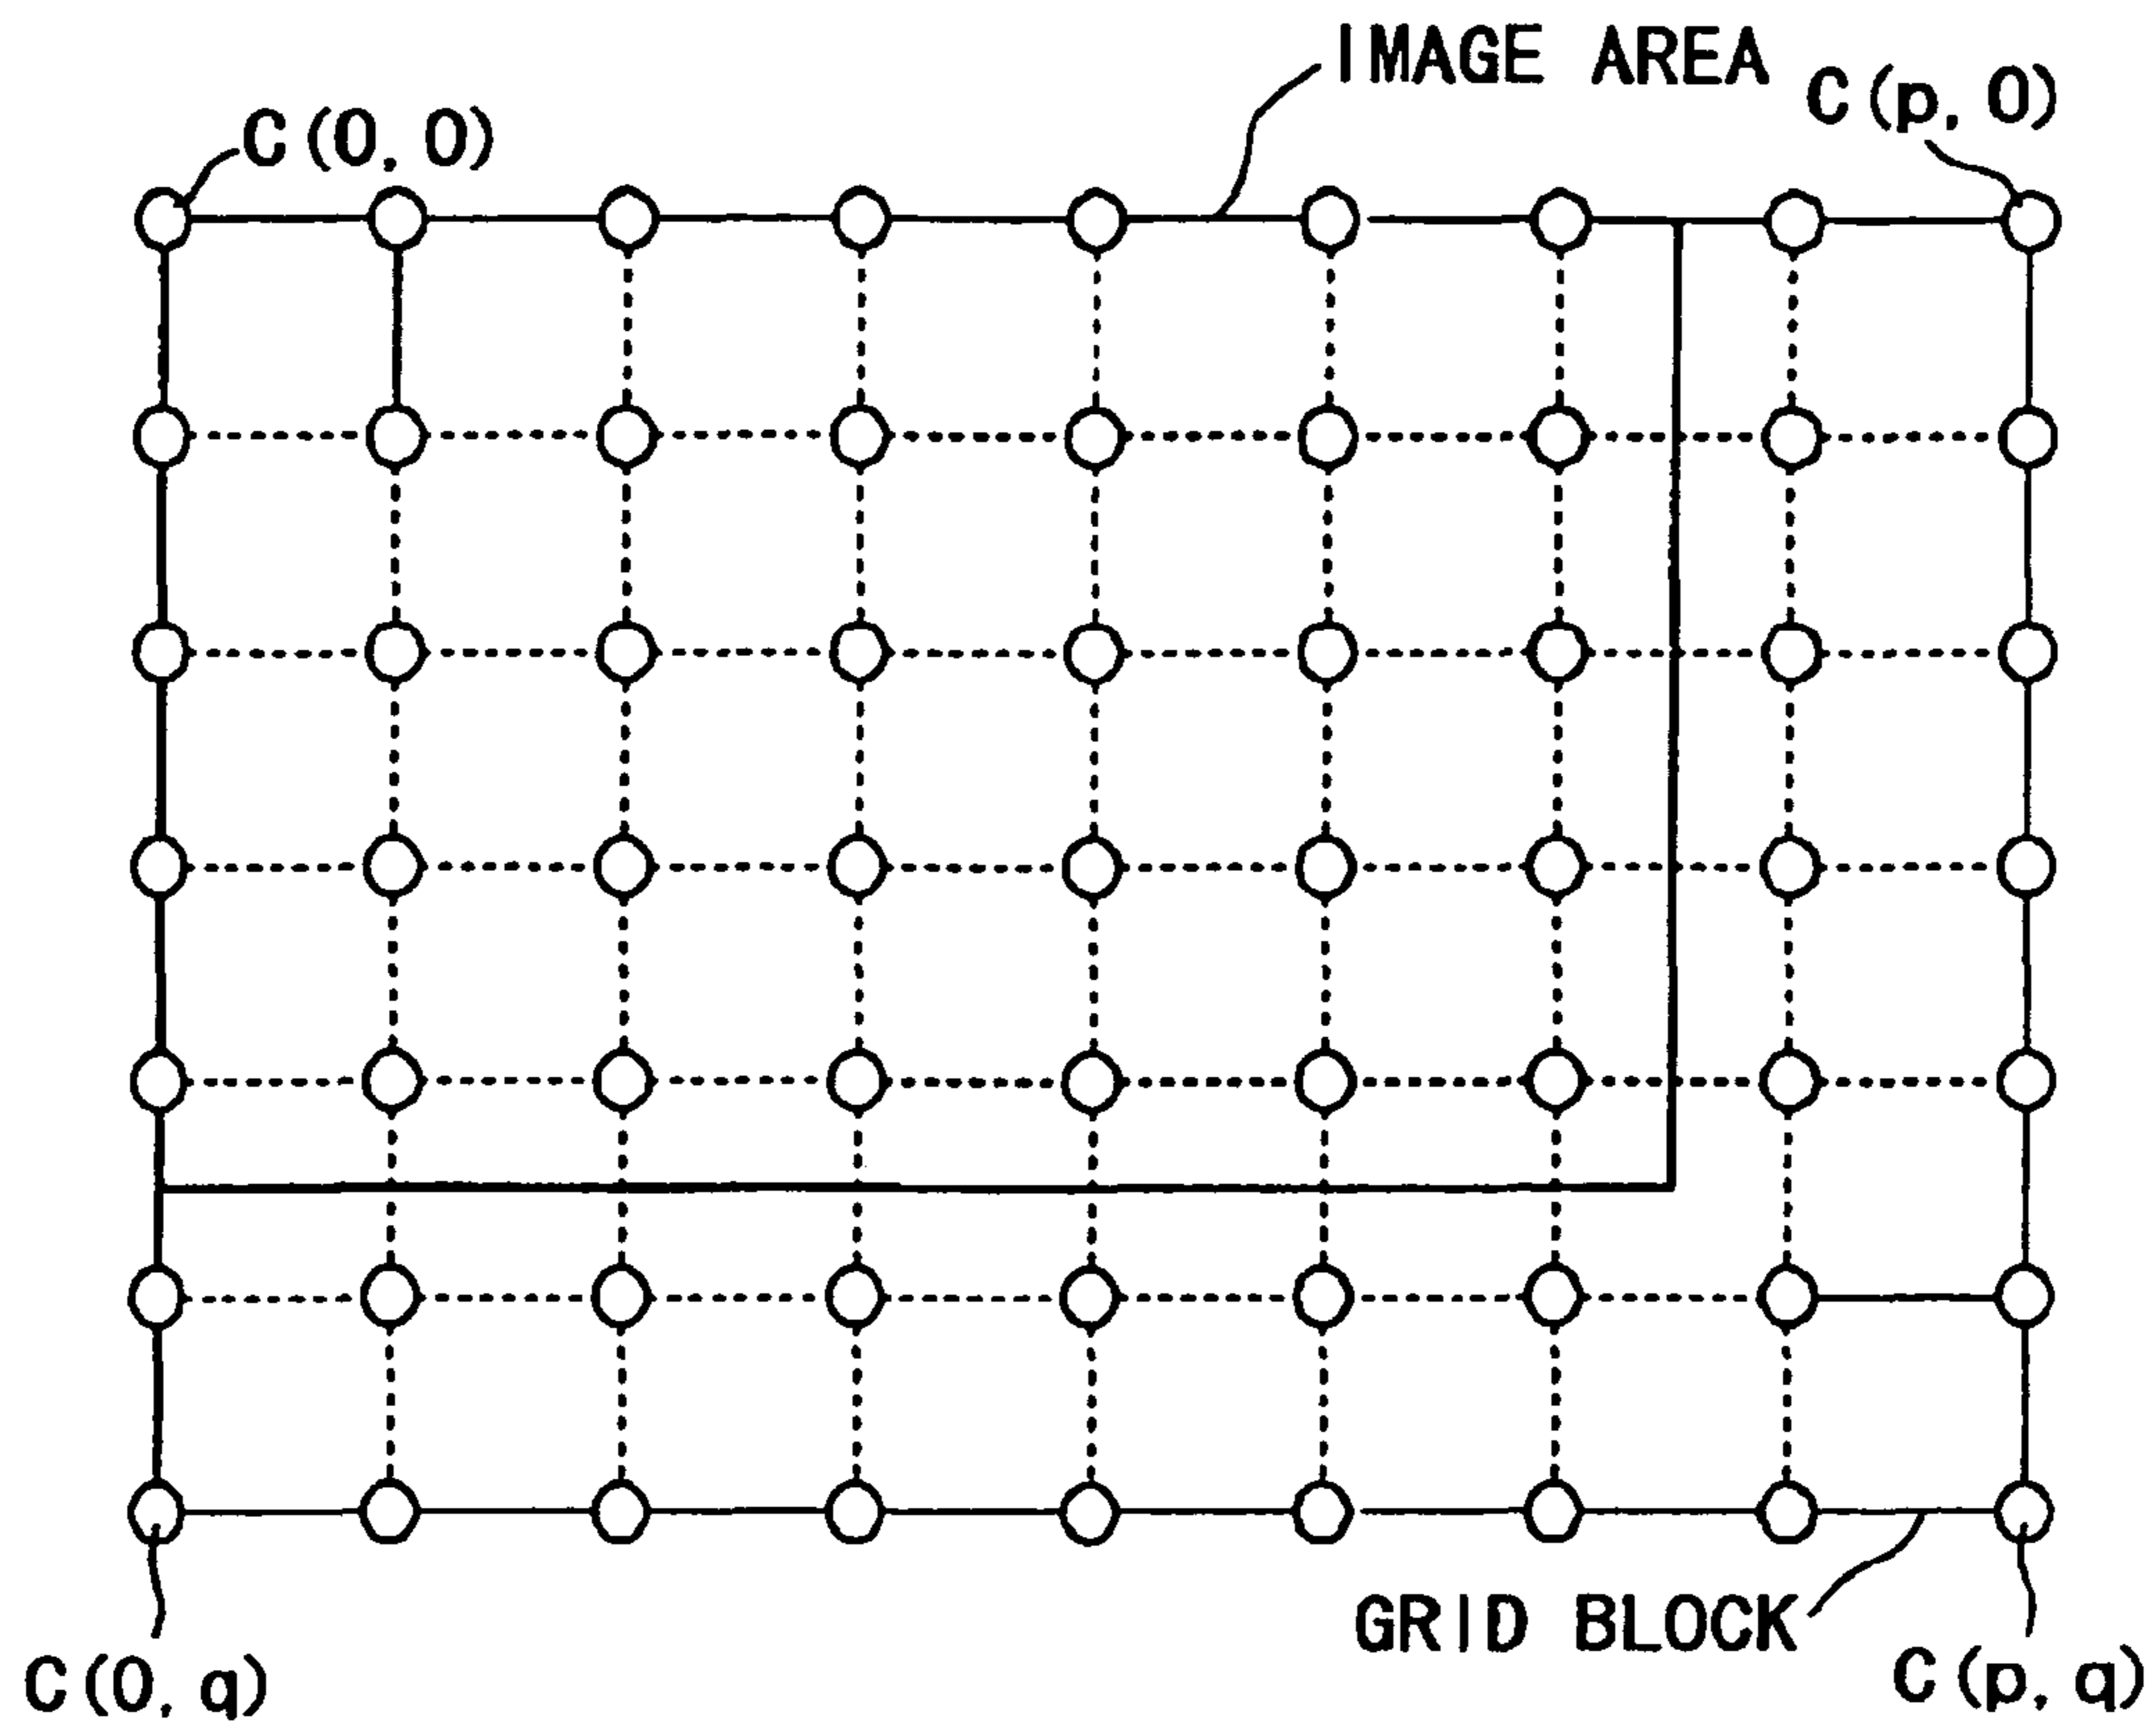 IMAGE AREA
C(p, 0)
C(0, 0)
GRID BLOCK
C(0, q)
C(p, q)